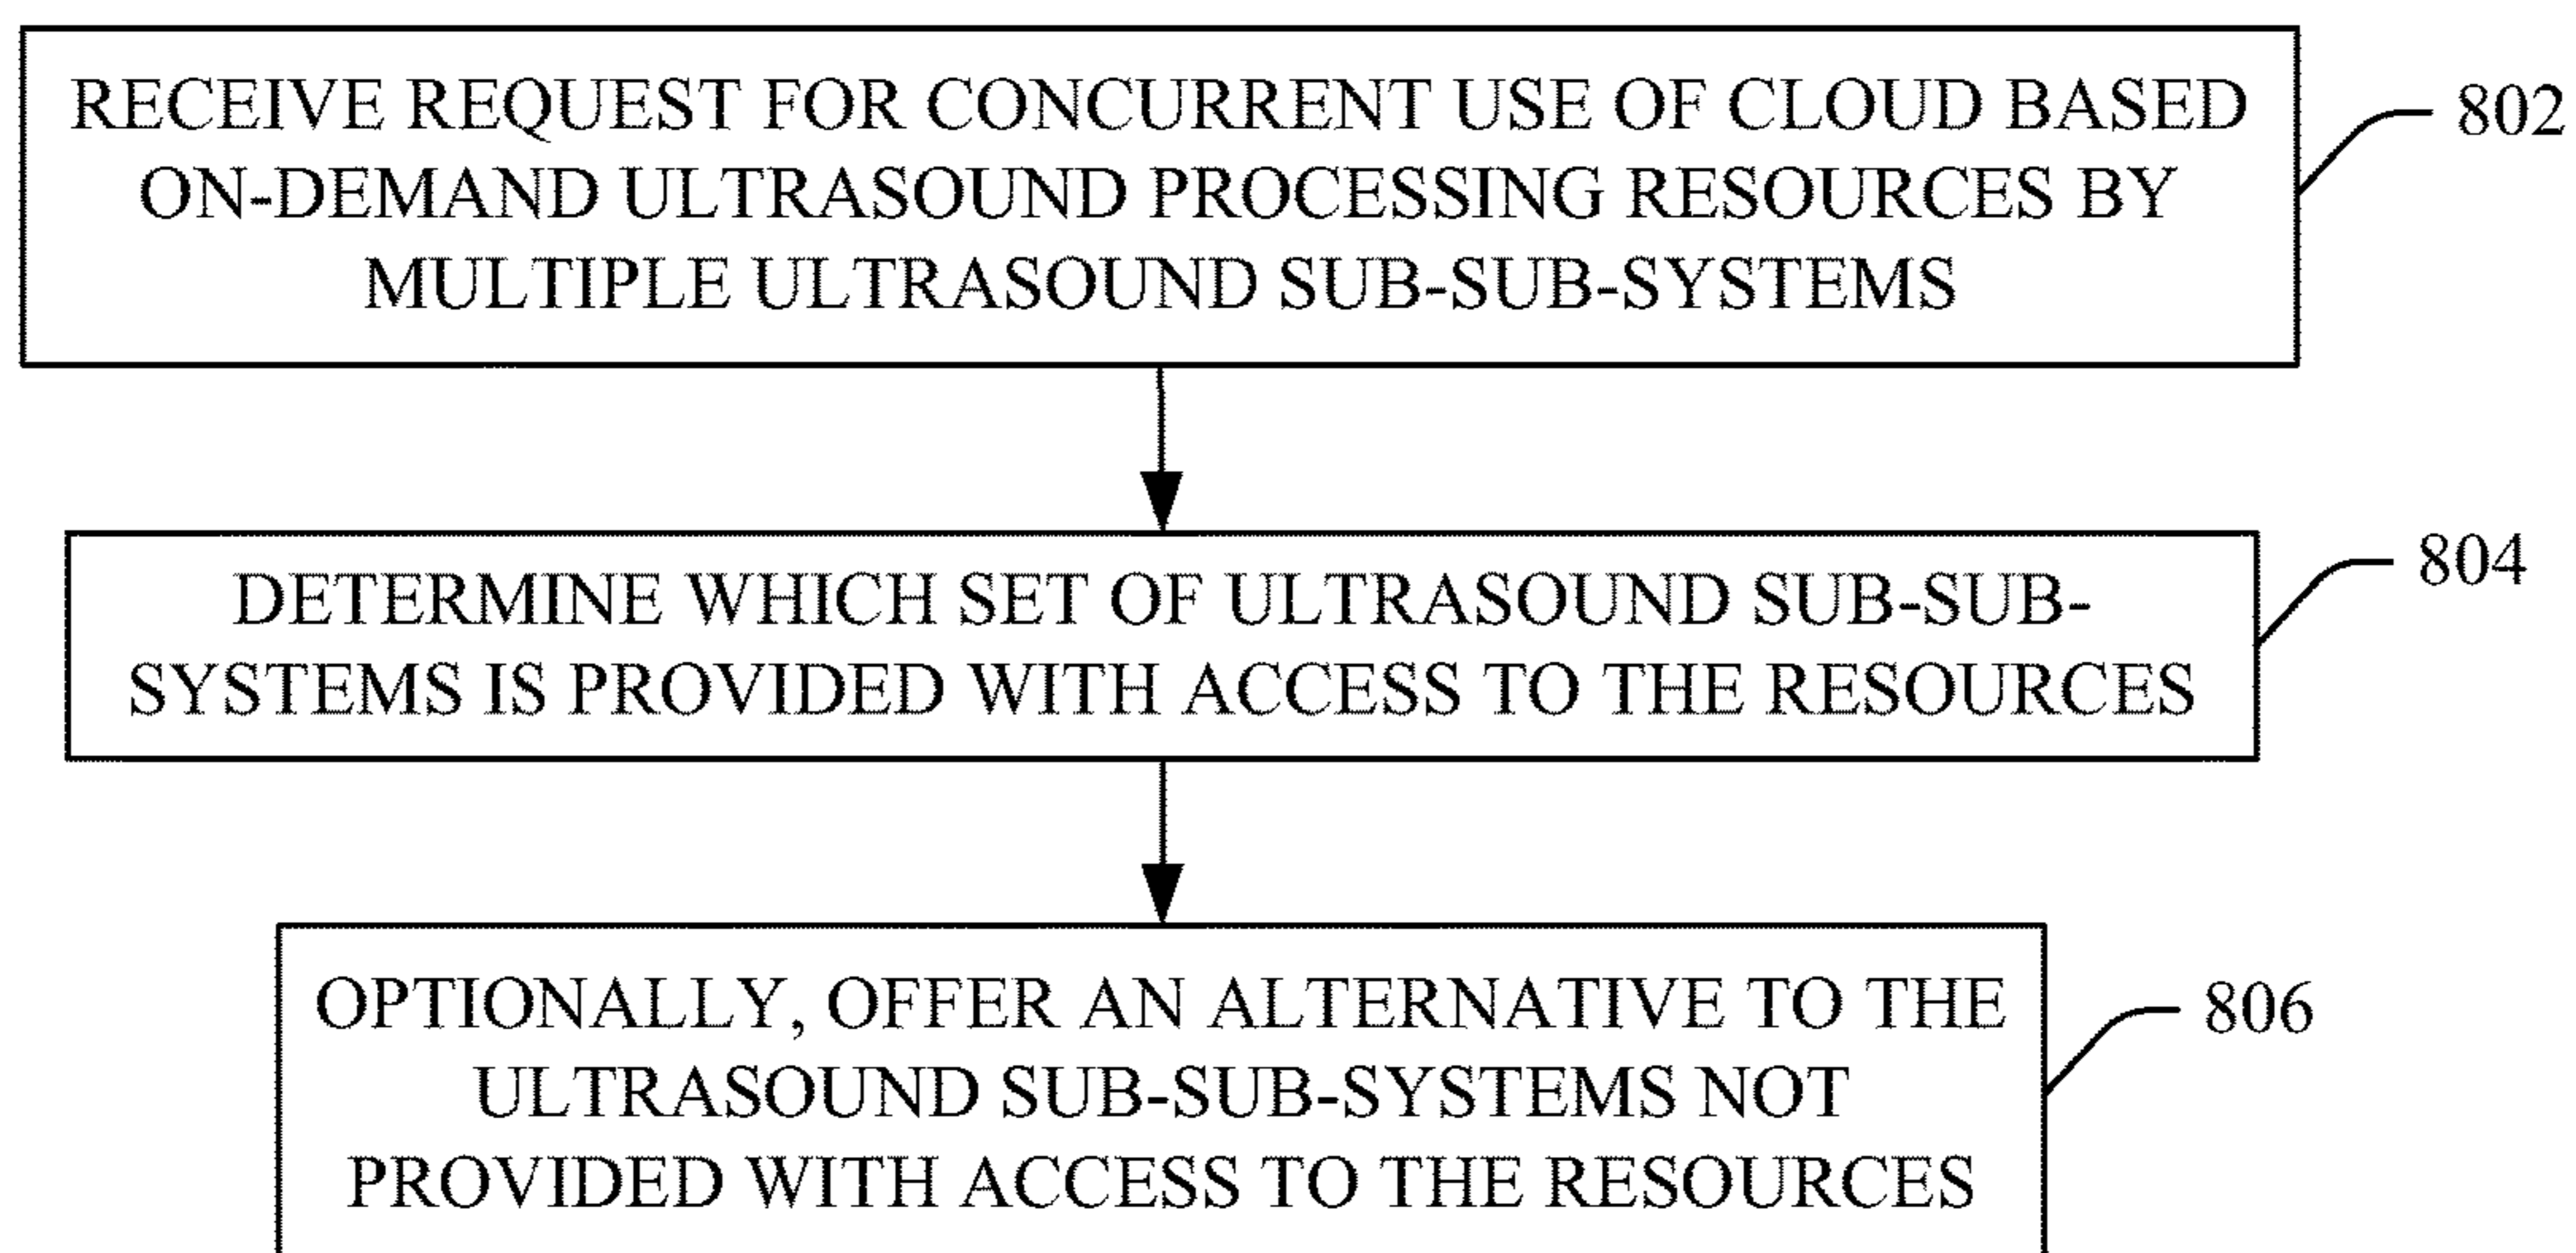 RECEIVE REQUEST FOR CONCURRENT USE OF CLOUD BASED
ON-DEMAND ULTRASOUND PROCESSING RESOURCES BY
MULTIPLE ULTRASOUND SUB-SUB-SYSTEMS
802
DETERMINE WHICH SET OF ULTRASOUND SUB-SUB-
SYSTEMS IS PROVIDED WITH ACCESS TO THE RESOURCES
804
OPTIONALLY, OFFER AN ALTERNATIVE TO THE
ULTRASOUND SUB-SUB-SYSTEMS NOT
PROVIDED WITH ACCESS TO THE RESOURCES
806